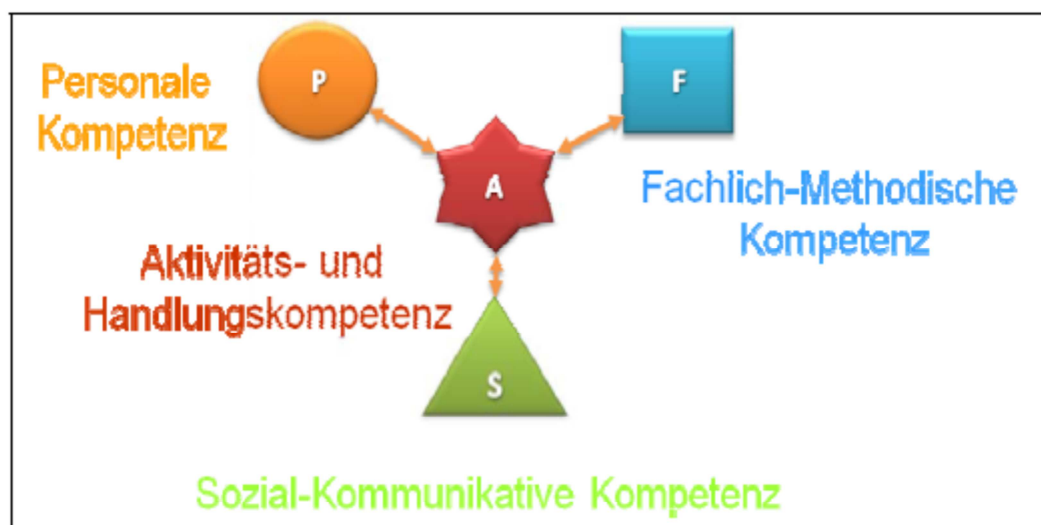 P
F
Personale
Kompetenz
A
Fachlich-Methodische
Kompetenz
Aktivitäts- und
Handlungskompetenz
S
Sozial-Kommunikative Kompetenz